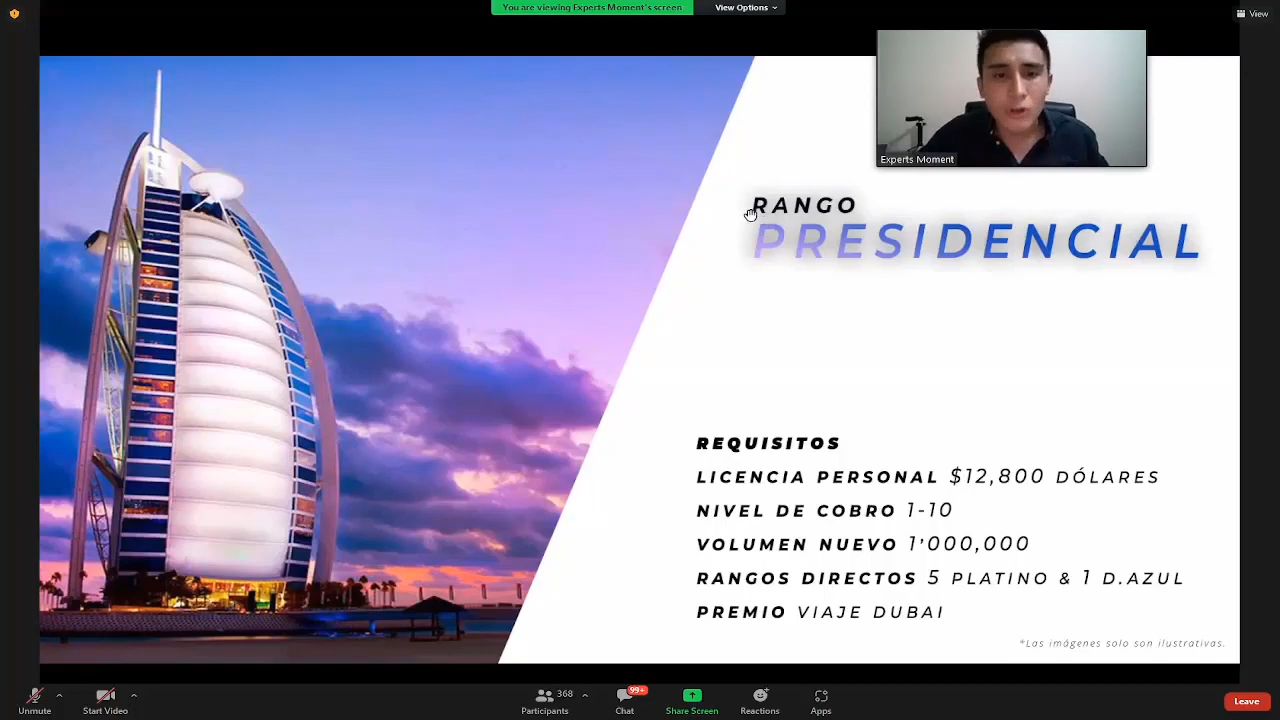 You are viewing Experts Moment's screen
View Options
View
Experts Moment
RANGO
PRESIDENCIAL
REQUISITOS
LICENCIA PERSONAL $12,800 DÓLARES
NIVEL DE COBRO 1-10
VOLUMEN NUEVO 1'000,000
RANGOS DIRECTOS 5 PLATINO & 1 D.AZUL
PREMIO VIAJE DUBAI
*Las imágenes solo son ilustrativas.
Unmute
Start Video
Participants
368
Chat
99+
Share Screen
Reactions
Apps
Leave